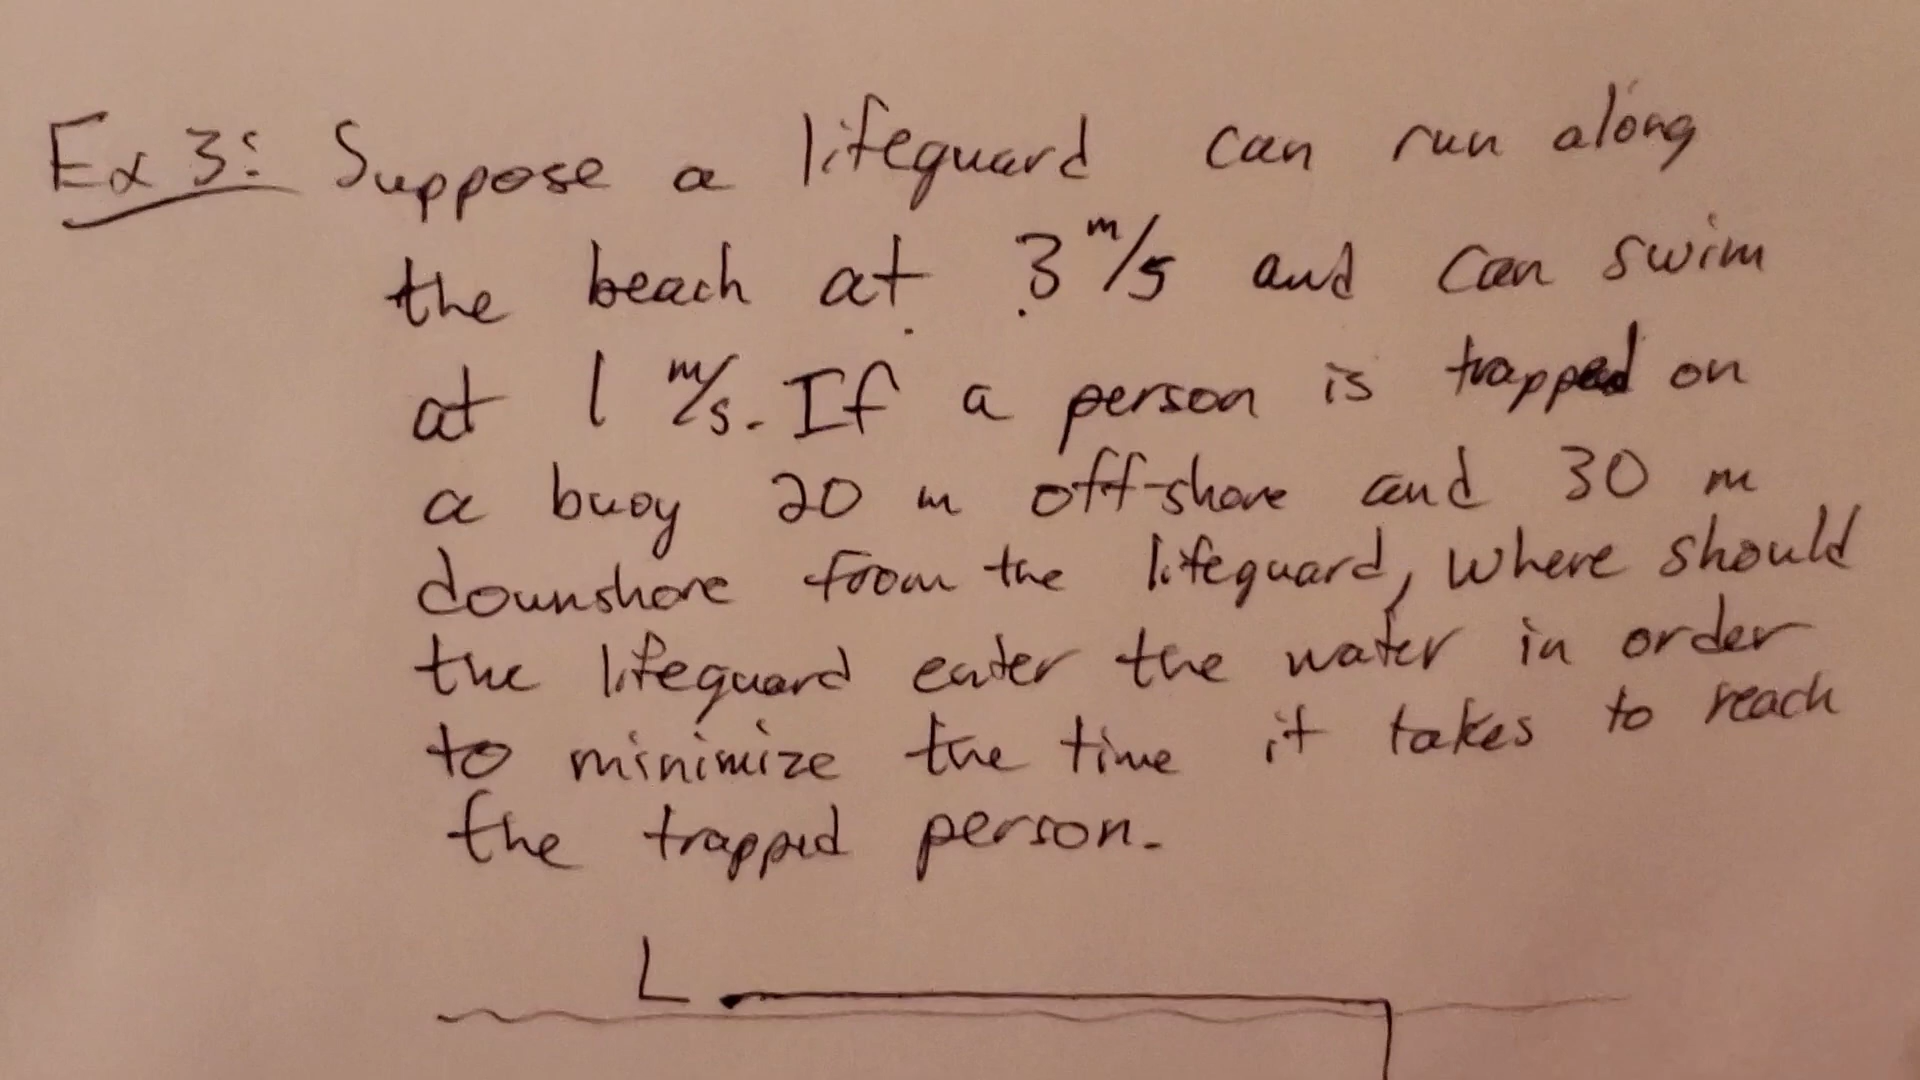 Ex 3: Suppose a lifeguard can run along
the beach at 3 m/s and can swim
at 1 m/s. If a person is trapped on
a buoy 20 m off-shore and 30 m
downshore from the lifeguard, where should
the lifeguard enter the water in order
to minimize the time it takes to reach
the trapped person.
L